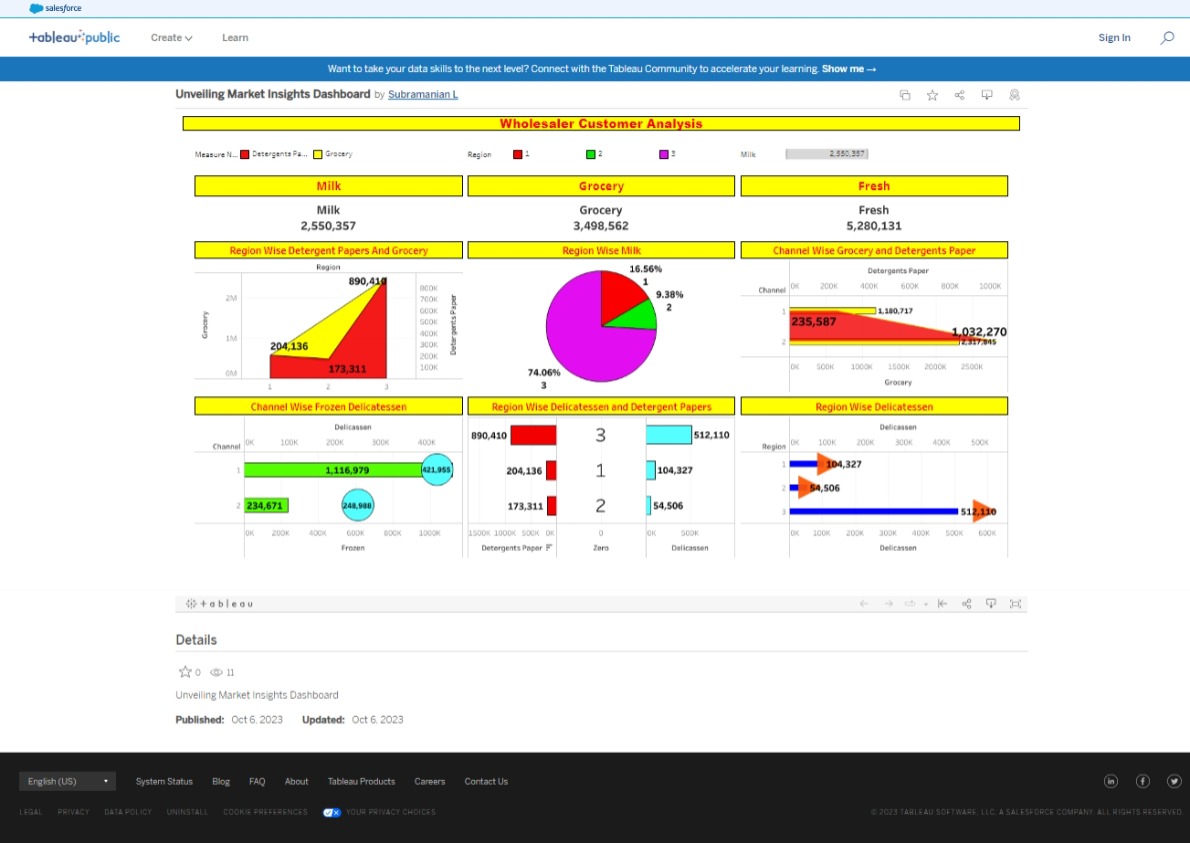 salesforce
tableau public Create Learn Sign In
Want to take your data skills to the next level? Connect with the Tableau Community to accelerate your learning. Show me →
Unveiling Market Insights Dashboard by Subramanian L
Wholesaler Customer Analysis
Measure N... Detergents Pa... Grocery Region 1 2 3 Milk 2,550,357
Milk Grocery Fresh
Milk Grocery Fresh
2,550,357 3,498,562 5,280,131
Region Wise Detergent Papers And Grocery
Region
890,410
204,136
173,311
2M
1M
0M
Grocery
800K
700K
600K
500K
400K
300K
200K
100K
Detergents Paper
1 2 3
Region Wise Milk
16.56%
1
9.38%
2
74.06%
3
Channel Wise Grocery and Detergents Paper
Detergents Paper
Channel 0K 200K 400K 600K 800K 1000K
1 1,180,717
235,587
1,032,270
2 2,317,845
0K 500K 1000K 1500K 2000K 2500K
Grocery
Channel Wise Frozen Delicatessen
Delicassen
Channel 0K 100K 200K 300K 400K
1 1,116,979 421,955
2 234,671 248,988
0K 200K 400K 600K 800K 1000K
Frozen
Region Wise Delicatessen and Detergent Papers
890,410 3 512,110
204,136 1 104,327
173,311 2 54,506
1500K 1000K 500K 0K 0 0K 500K
Detergents Paper Zero Delicassen
Region Wise Delicatessen
Delicassen
Region 0K 100K 200K 300K 400K 500K
1 104,327
2 54,506
3 512,110
0K 100K 200K 300K 400K 500K 600K
Delicassen
+ableau
Details
0 11
Unveiling Market Insights Dashboard
Published: Oct 6, 2023 Updated: Oct 6, 2023
English (US) System Status Blog FAQ About Tableau Products Careers Contact Us
LEGAL PRIVACY DATA POLICY UNINSTALL COOKIE PREFERENCES YOUR PRIVACY CHOICES © 2023 TABLEAU SOFTWARE, LLC, A SALESFORCE COMPANY. ALL RIGHTS RESERVED.